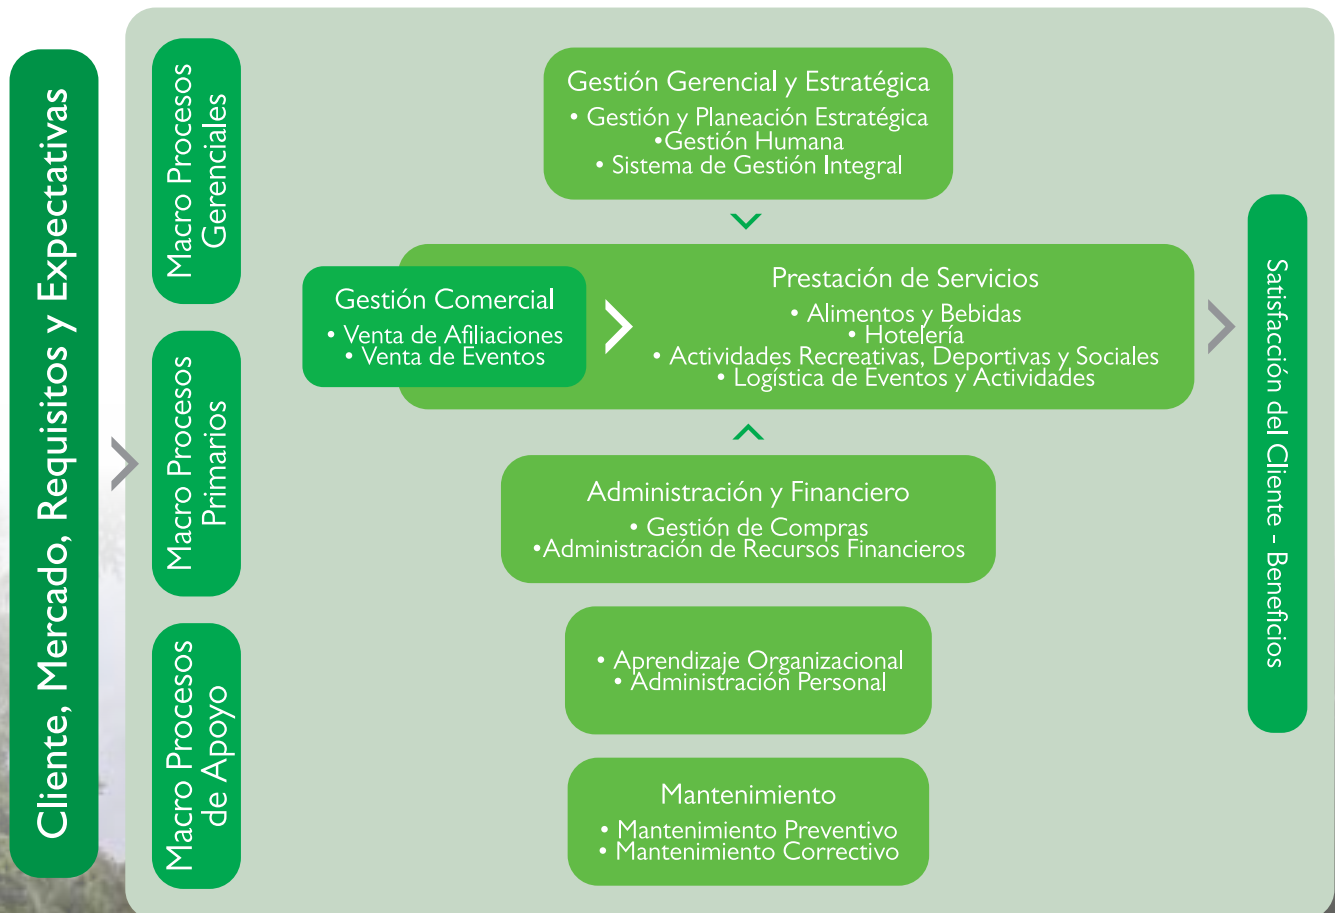 Cliente, Mercado, Requisitos y Expectativas
Macro Procesos
Gerenciales
Macro Procesos
Primarios
Macro Procesos
de Apoyo
Gestión Gerencial y Estratégica
• Gestión y Planeación Estratégica
•Gestión Humana
• Sistema de Gestión Integral
Gestión Comercial
• Venta de Afiliaciones
• Venta de Eventos
Prestación de Servicios
• Alimentos y Bebidas
• Hotelería
• Actividades Recreativas, Deportivas y Sociales
• Logística de Eventos y Actividades
Administración y Financiero
• Gestión de Compras
•Administración de Recursos Financieros
• Aprendizaje Organizacional
• Administración Personal
Mantenimiento
• Mantenimiento Preventivo
• Mantenimiento Correctivo
Satisfacción del Cliente - Beneficios